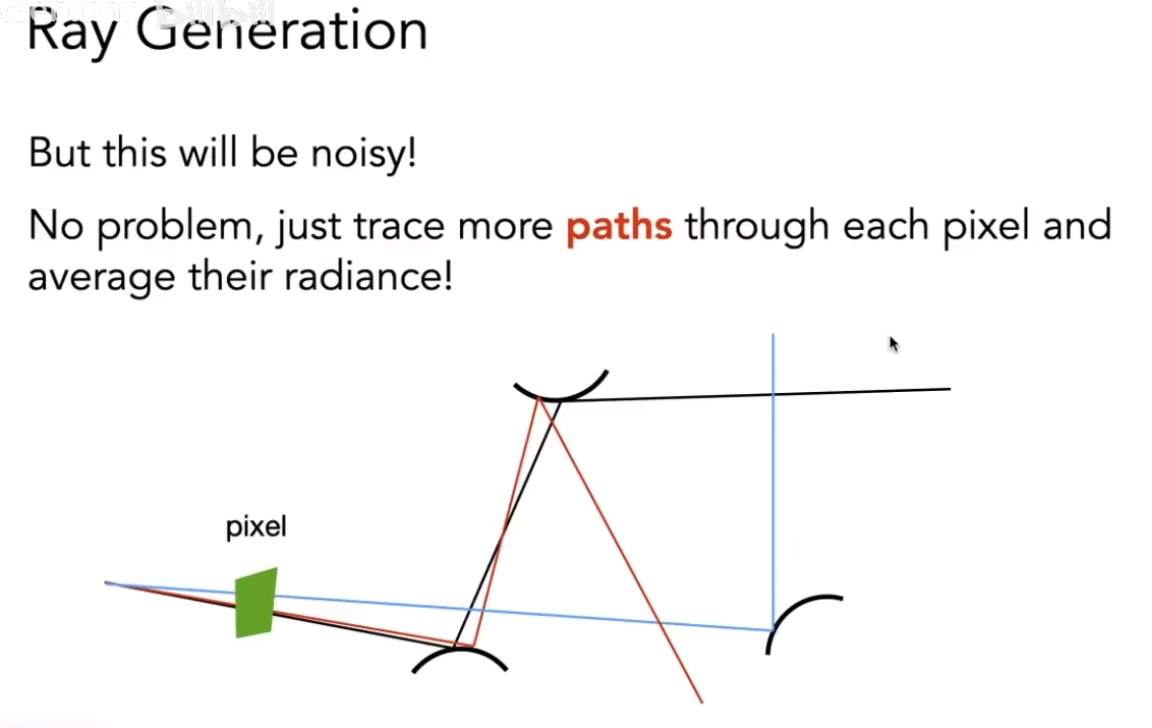 Ray Generation
But this will be noisy!
No problem, just trace more paths through each pixel and
average their radiance!
pixel